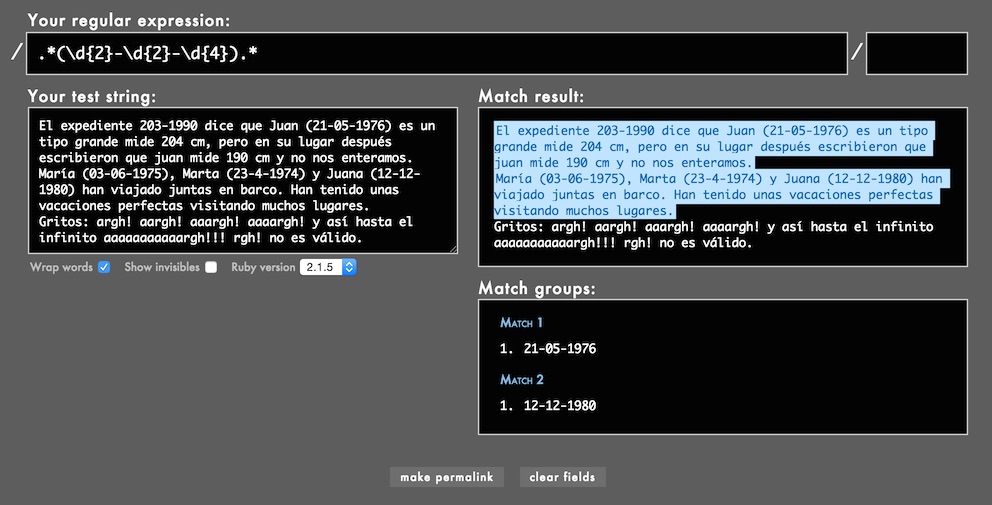 Your regular expression:
/ .*(\d{2}-\d{2}-\d{4}).* /
Your test string:
El expediente 203-1990 dice que Juan (21-05-1976) es un
tipo grande mide 204 cm, pero en su lugar después
escribieron que juan mide 190 cm y no nos enteramos.
María (03-06-1975), Marta (23-4-1974) y Juana (12-12-
1980) han viajado juntas en barco. Han tenido unas
vacaciones perfectas visitando muchos lugares.
Gritos: argh! aargh! aaargh! aaaargh! y así hasta el
infinito aaaaaaaaaaargh!!! rgh! no es válido.
Wrap words Show invisibles Ruby version 2.1.5
Match result:
El expediente 203-1990 dice que Juan (21-05-1976) es un tipo
grande mide 204 cm, pero en su lugar después escribieron que
juan mide 190 cm y no nos enteramos.
María (03-06-1975), Marta (23-4-1974) y Juana (12-12-1980) han
viajado juntas en barco. Han tenido unas vacaciones perfectas
visitando muchos lugares.
Gritos: argh! aargh! aaargh! aaaargh! y así hasta el infinito
aaaaaaaaaaargh!!! rgh! no es válido.
Match groups:
Match 1
1. 21-05-1976
Match 2
1. 12-12-1980
make permalink clear fields